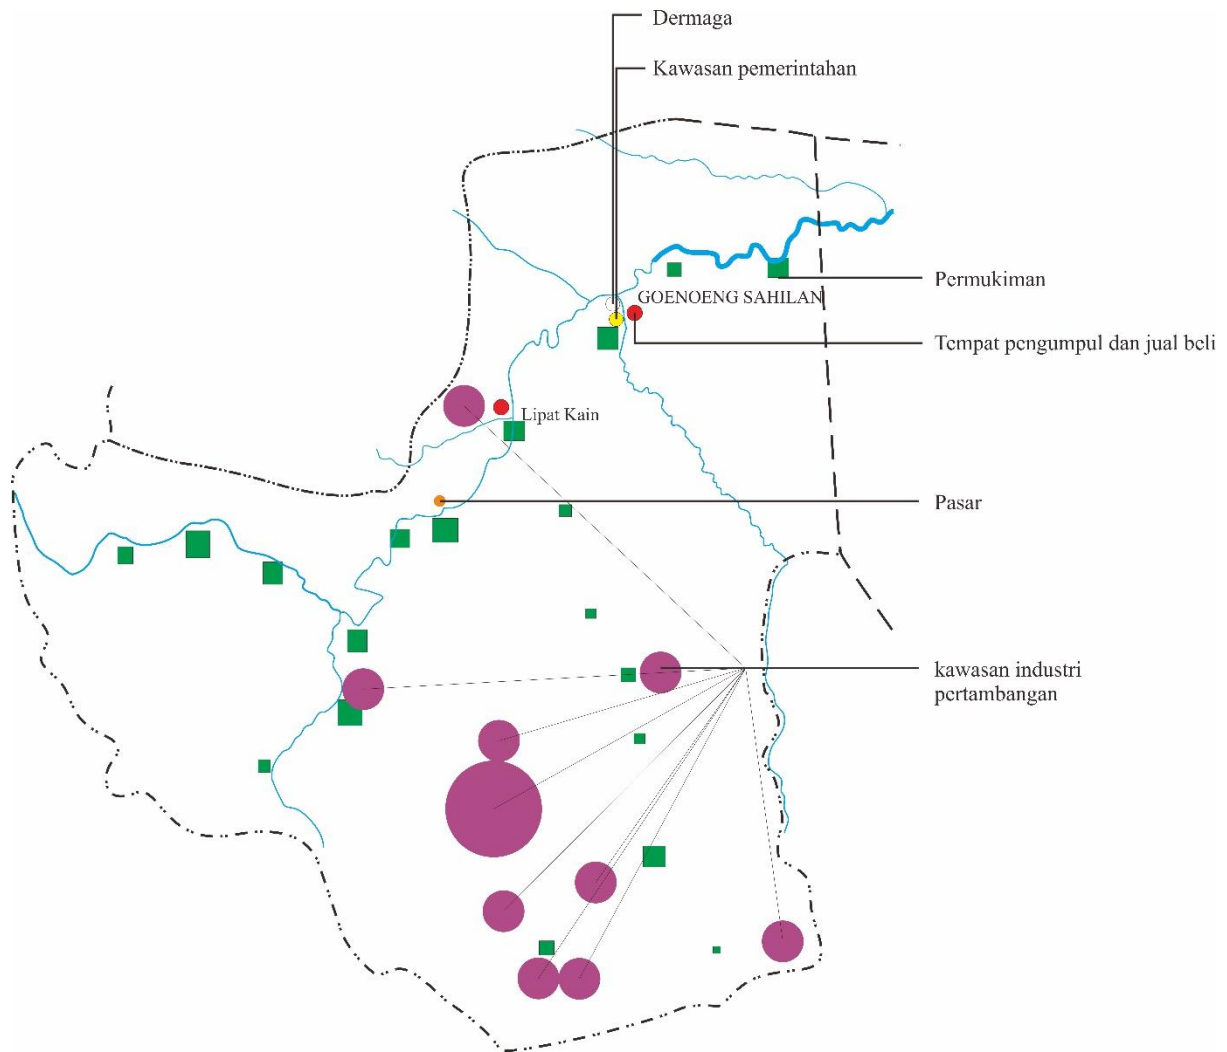 Dermaga
Kawasan pemerintahan
Permukiman
GOENOENG SAHILAN
Tempat pengumpul dan jual beli
Lipat Kain
Pasar
kawasan industri
pertambangan